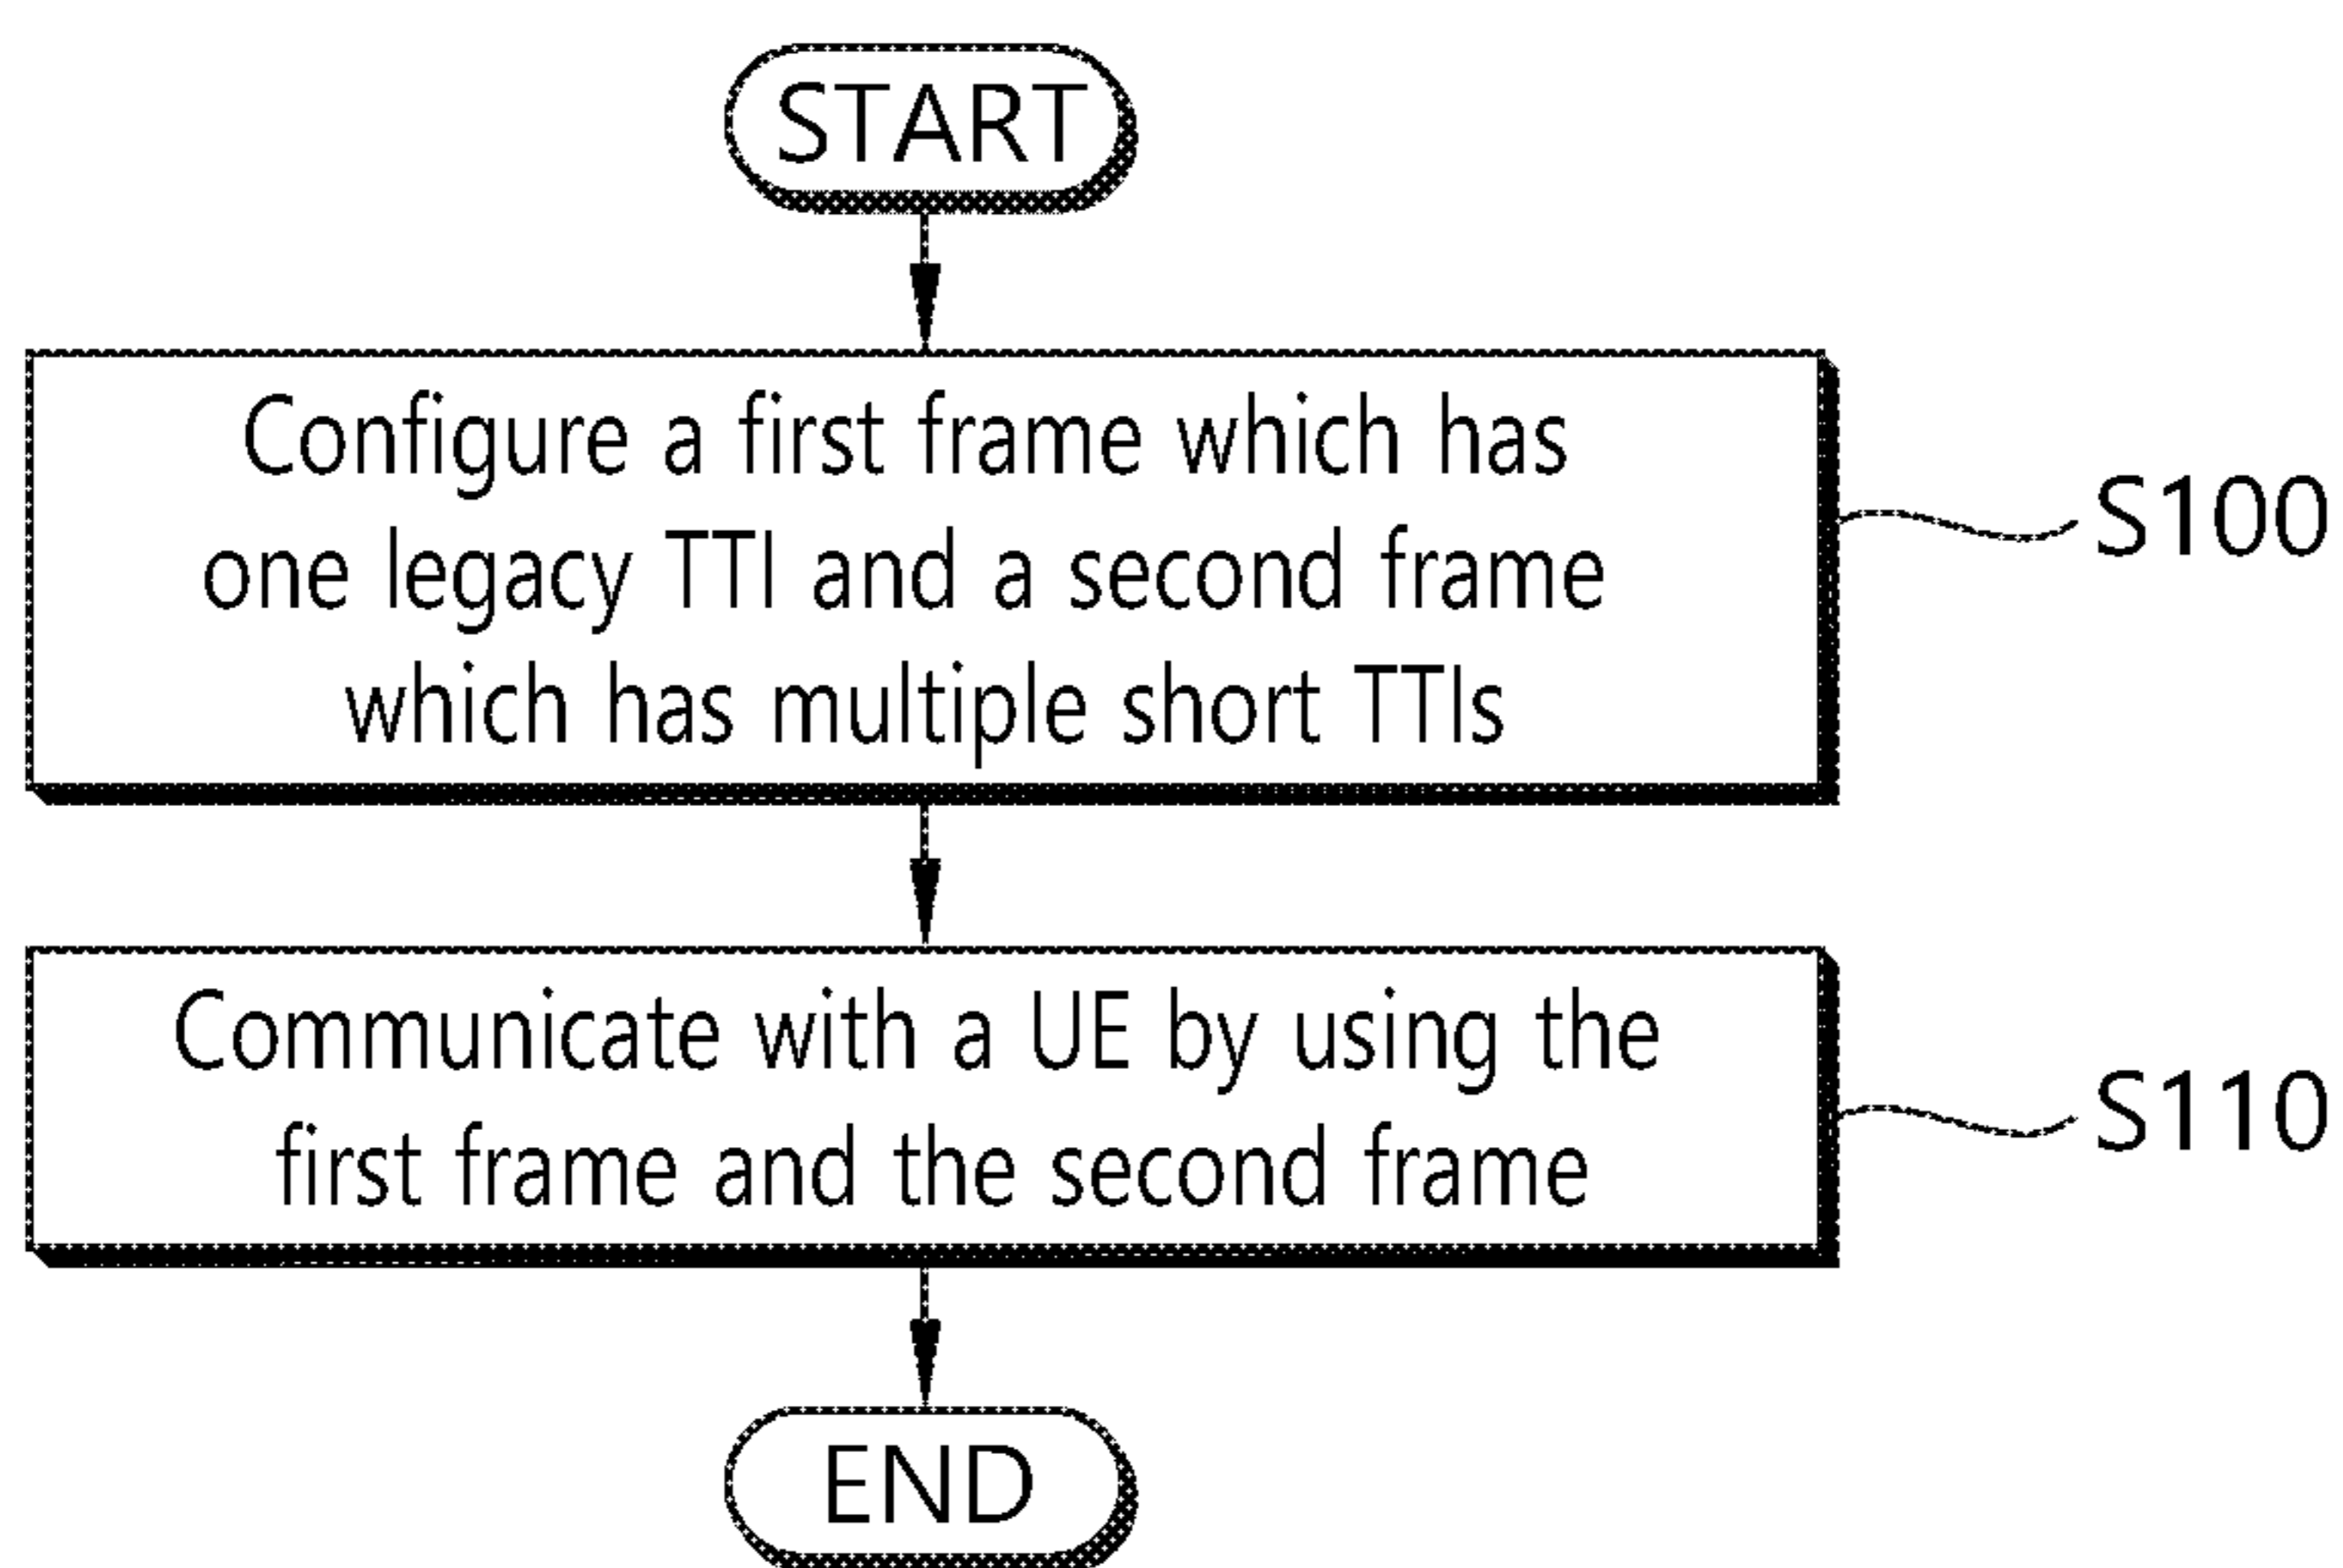 START
Configure a first frame which has
one legacy TTI and a second frame
which has multiple short TTIs
S100
Communicate with a UE by using the
first frame and the second frame
S110
END